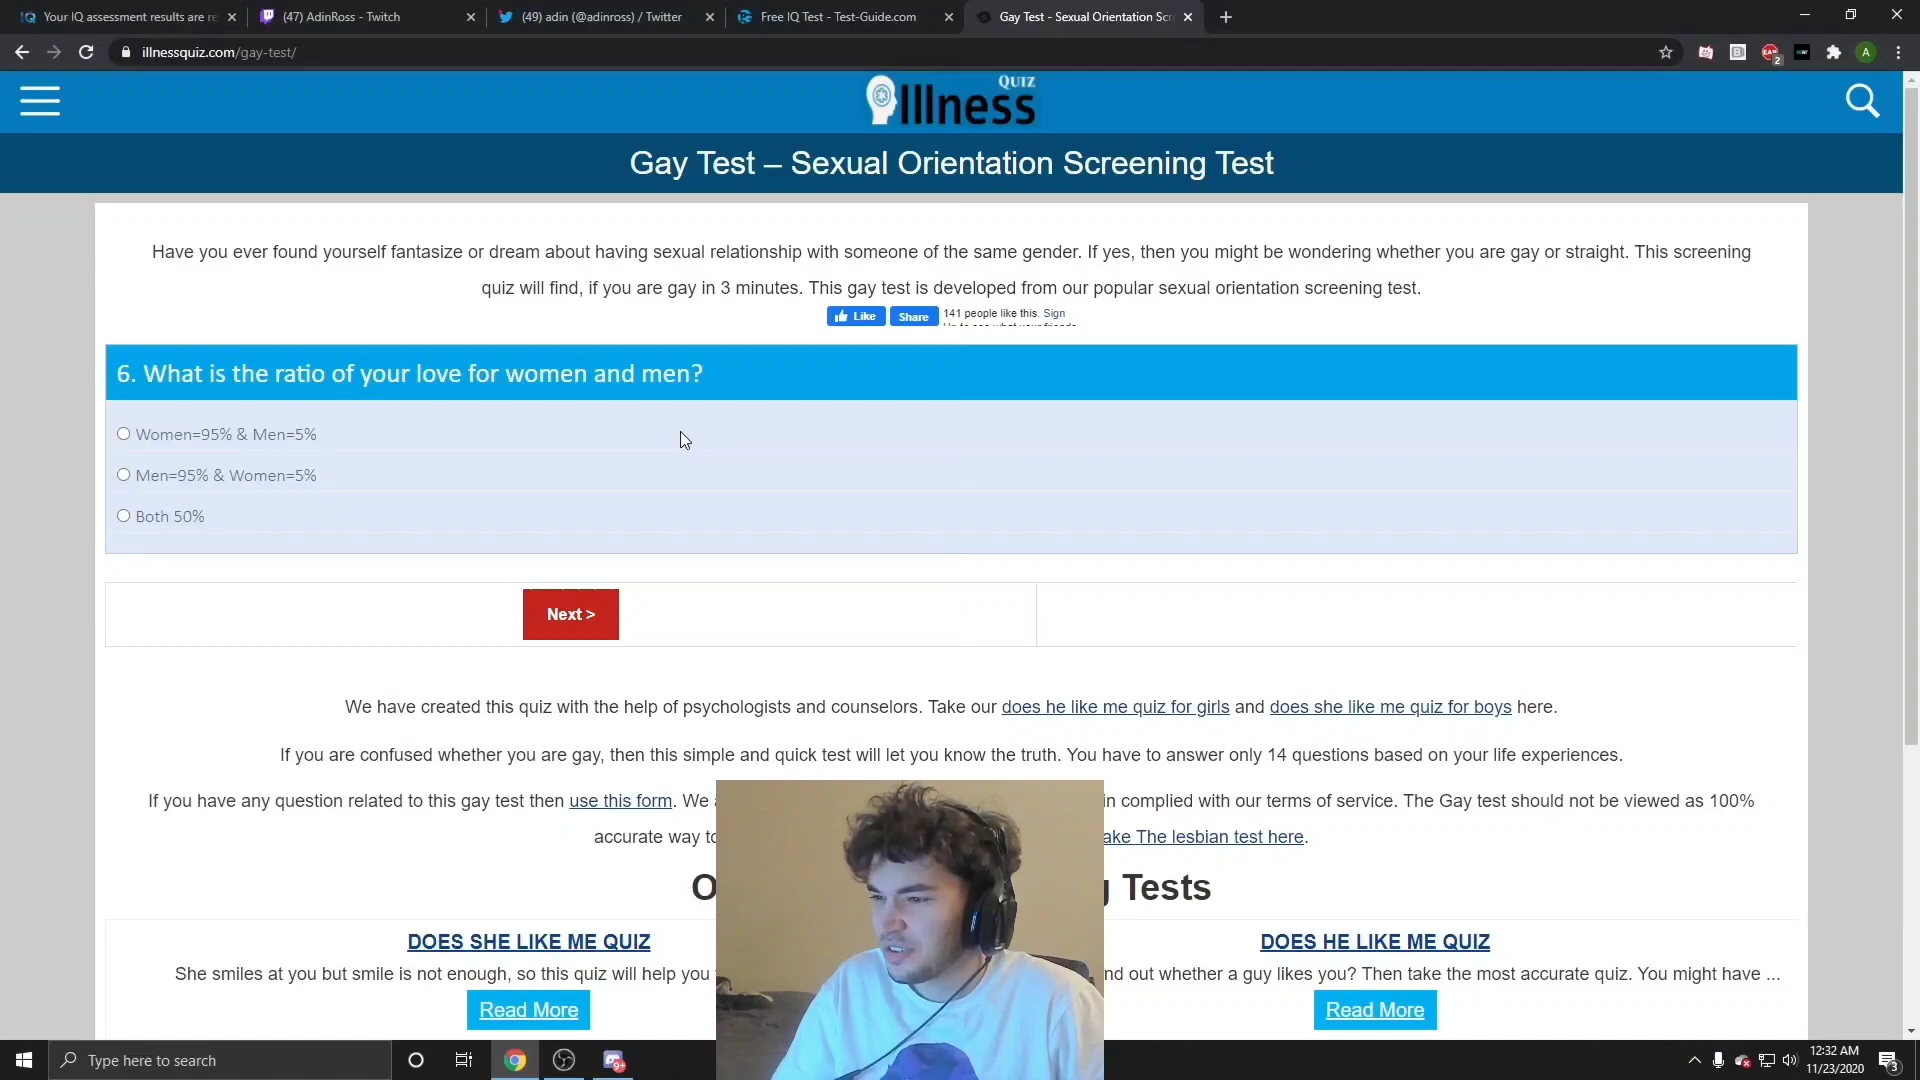 Your IQ assessment results are re
(47) AdinRoss - Twitch
(49) adin (@adinross) / Twitter
Free IQ Test - Test-Guide.com
Gay Test - Sexual Orientation Scr
illnessquiz.com/gay-test/
A
2
QUIZ
Illness
Gay Test – Sexual Orientation Screening Test
Have you ever found yourself fantasize or dream about having sexual relationship with someone of the same gender. If yes, then you might be wondering whether you are gay or straight. This screening
quiz will find, if you are gay in 3 minutes. This gay test is developed from our popular sexual orientation screening test.
Like
Share
141 people like this. Sign
6. What is the ratio of your love for women and men?
Women=95% & Men=5%
Men=95% & Women=5%
Both 50%
Next >
We have created this quiz with the help of psychologists and counselors. Take our does he like me quiz for girls and does she like me quiz for boys here.
If you are confused whether you are gay, then this simple and quick test will let you know the truth. You have to answer only 14 questions based on your life experiences.
If you have any question related to this gay test then use this form. We in complied with our terms of service. The Gay test should not be viewed as 100%
accurate way to ake The lesbian test here.
Tests
DOES SHE LIKE ME QUIZ
DOES HE LIKE ME QUIZ
She smiles at you but smile is not enough, so this quiz will help you nd out whether a guy likes you? Then take the most accurate quiz. You might have ...
Read More
Read More
Type here to search
9+
12:32 AM
11/23/2020
3